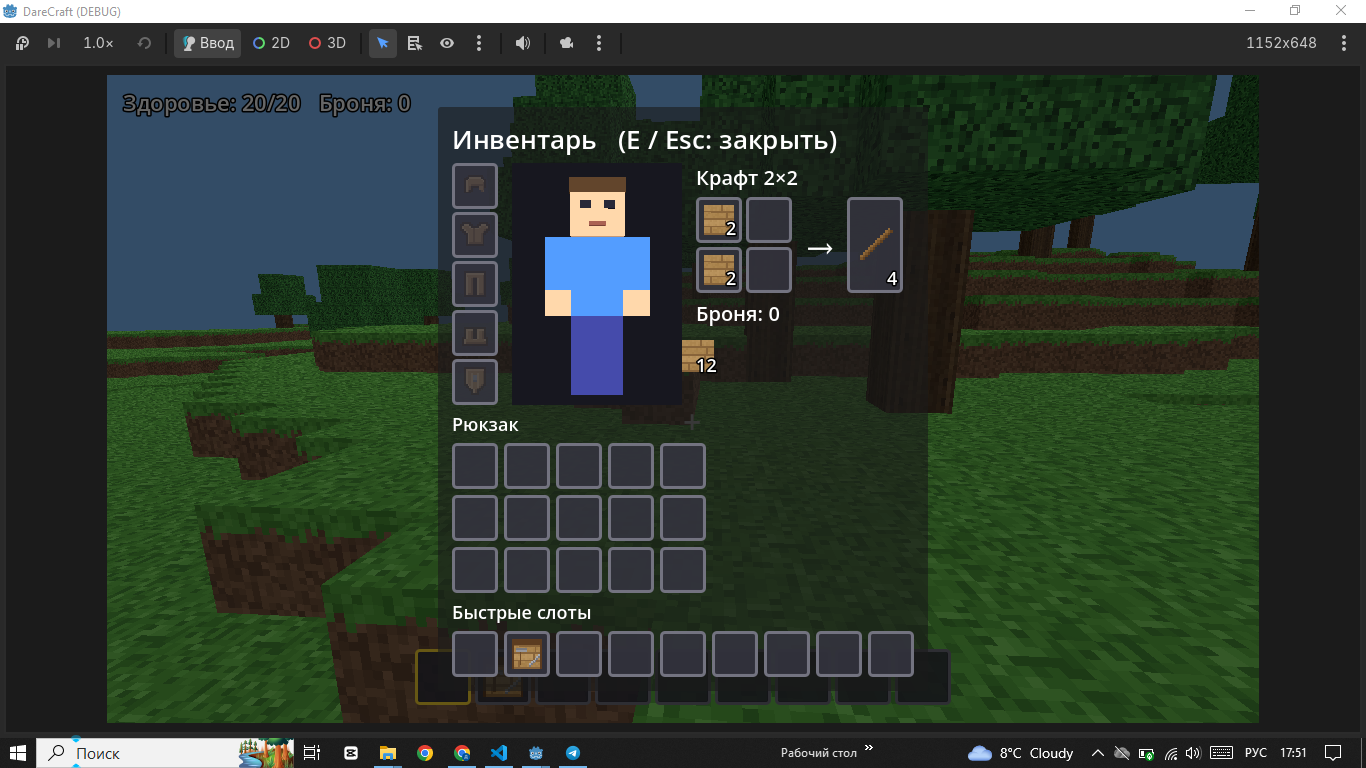 DareCraft (DEBUG)
1.0×
Ввод
2D
3D
1152x648
Здоровье: 20/20 Броня: 0
Инвентарь (E / Esc: закрыть)
Крафт 2×2
2
2
4
Броня: 0
12
Рюкзак
Быстрые слоты
Поиск
Рабочий стол
8°C Cloudy
РУС
17:51